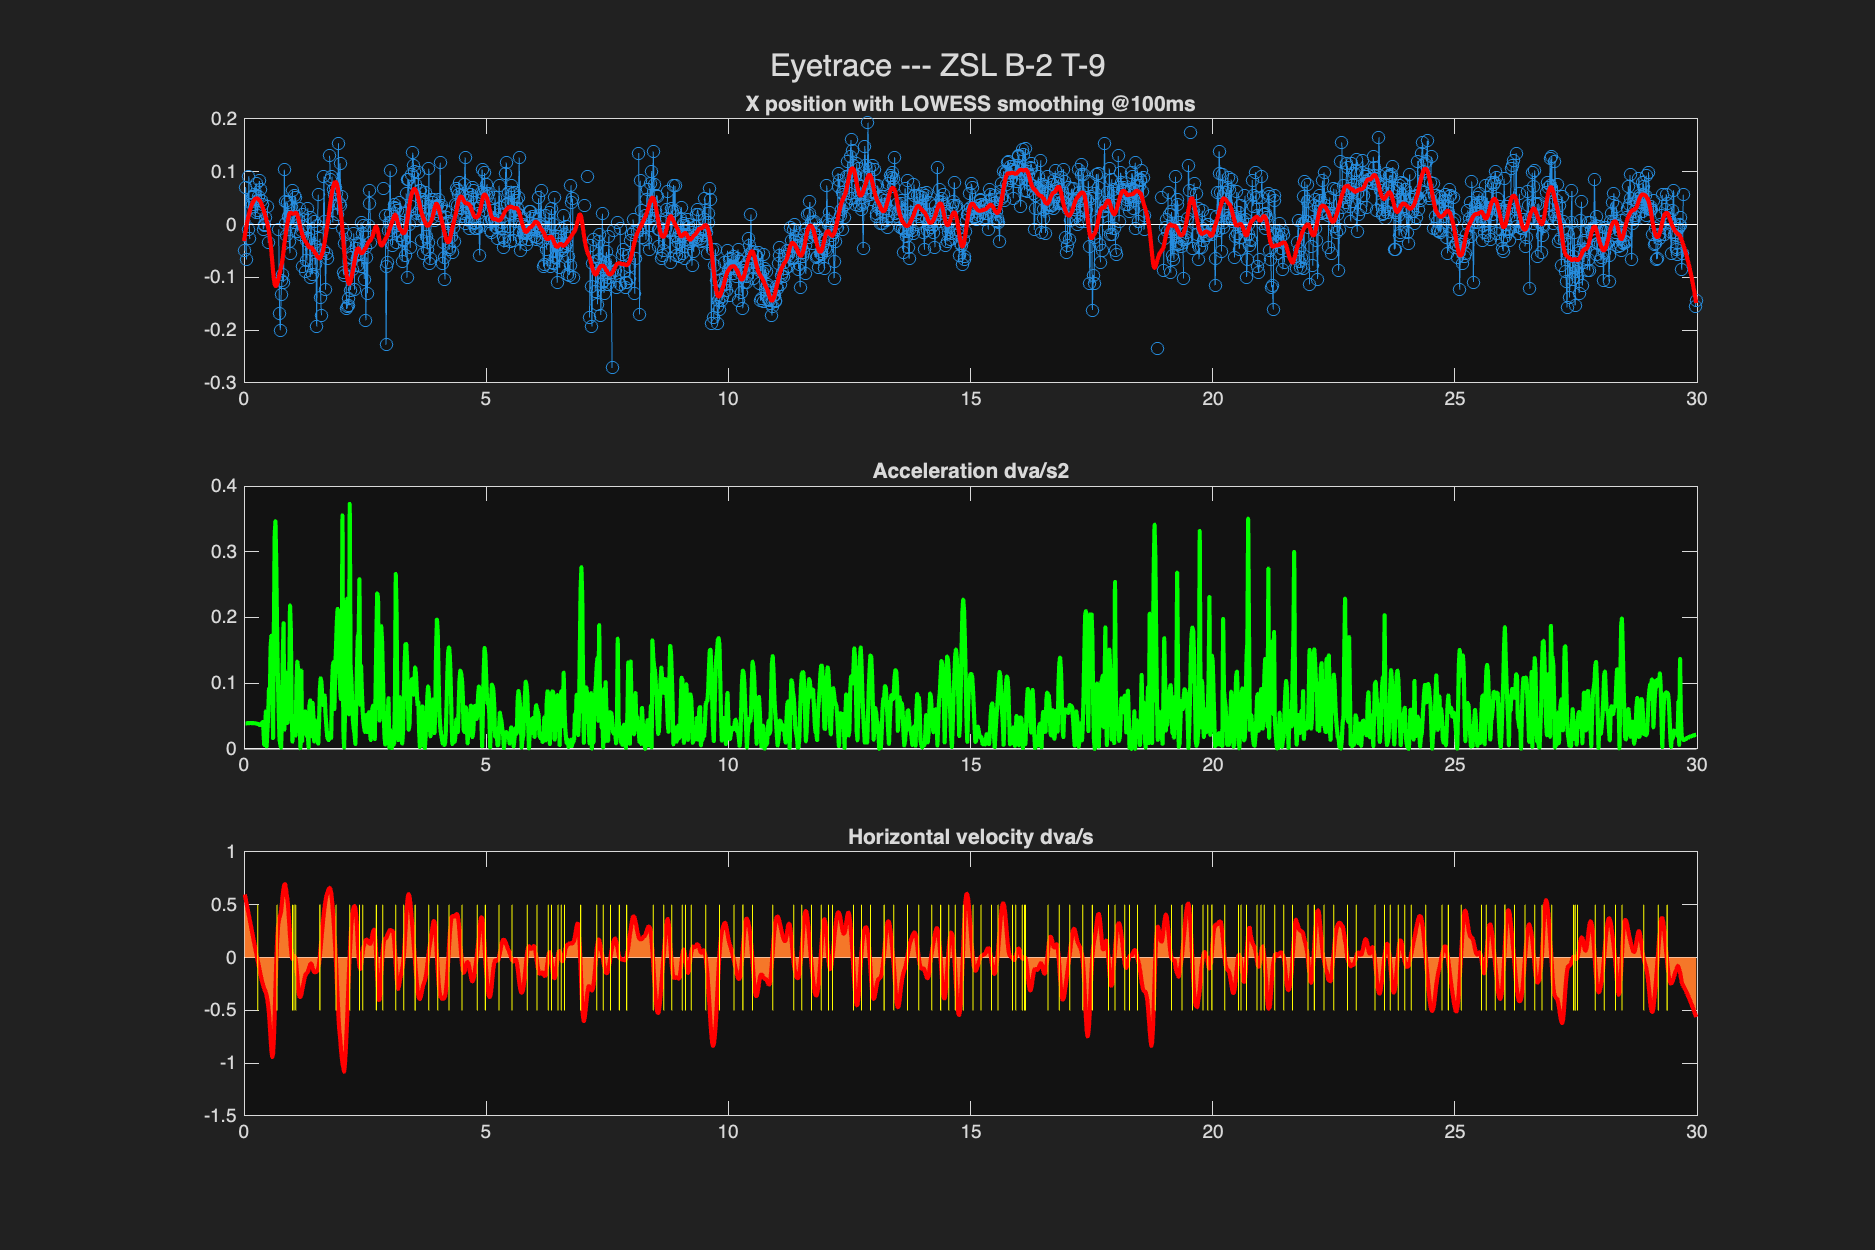 Eyetrace --- ZSL B-2 T-9
X position with LOWESS smoothing @100ms
0.2
0.1
0
-0.1
-0.2
-0.3
0 5 10 15 20 25 30
Acceleration dva/s2
0.4
0.3
0.2
0.1
0
0 5 10 15 20 25 30
Horizontal velocity dva/s
1
0.5
0
-0.5
-1
-1.5
0 5 10 15 20 25 30